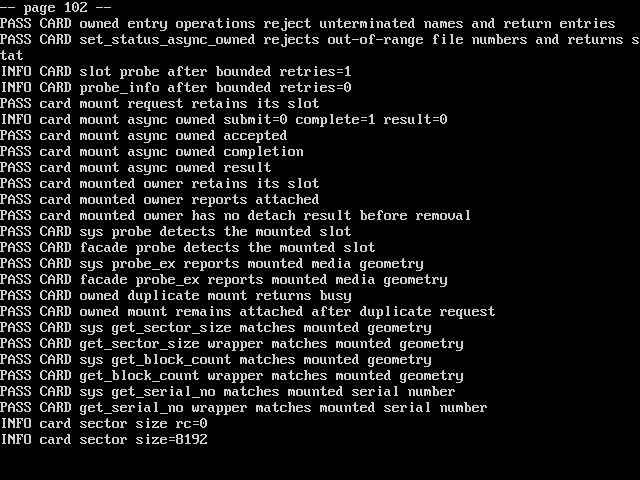 -- page 102 --
PASS CARD owned entry operations reject unterminated names and return entries
PASS CARD set_status_async_owned rejects out-of-range file numbers and returns s
tat
INFO CARD slot probe after bounded retries=1
INFO CARD probe_info after bounded retries=0
PASS card mount request retains its slot
INFO CARD mount async owned submit=0 complete=1 result=0
PASS card mount async owned accepted
PASS card mount async owned completion
PASS card mount async owned result
PASS CARD mounted owner retains its slot
PASS CARD mounted owner reports attached
PASS card mounted owner has no detach result before removal
PASS CARD sys probe detects the mounted slot
PASS CARD facade probe detects the mounted slot
PASS CARD sys probe_ex reports mounted media geometry
PASS CARD facade probe_ex reports mounted media geometry
PASS CARD owned duplicate mount returns busy
PASS CARD owned mount remains attached after duplicate request
PASS CARD sys get_sector_size matches mounted geometry
PASS CARD get_sector_size wrapper matches mounted geometry
PASS CARD sys get_block_count matches mounted geometry
PASS CARD get_block_count wrapper matches mounted geometry
PASS CARD sys get_serial_no matches mounted serial number
PASS CARD get_serial_no wrapper matches mounted serial number
INFO card sector size rc=0
INFO card sector size=8192